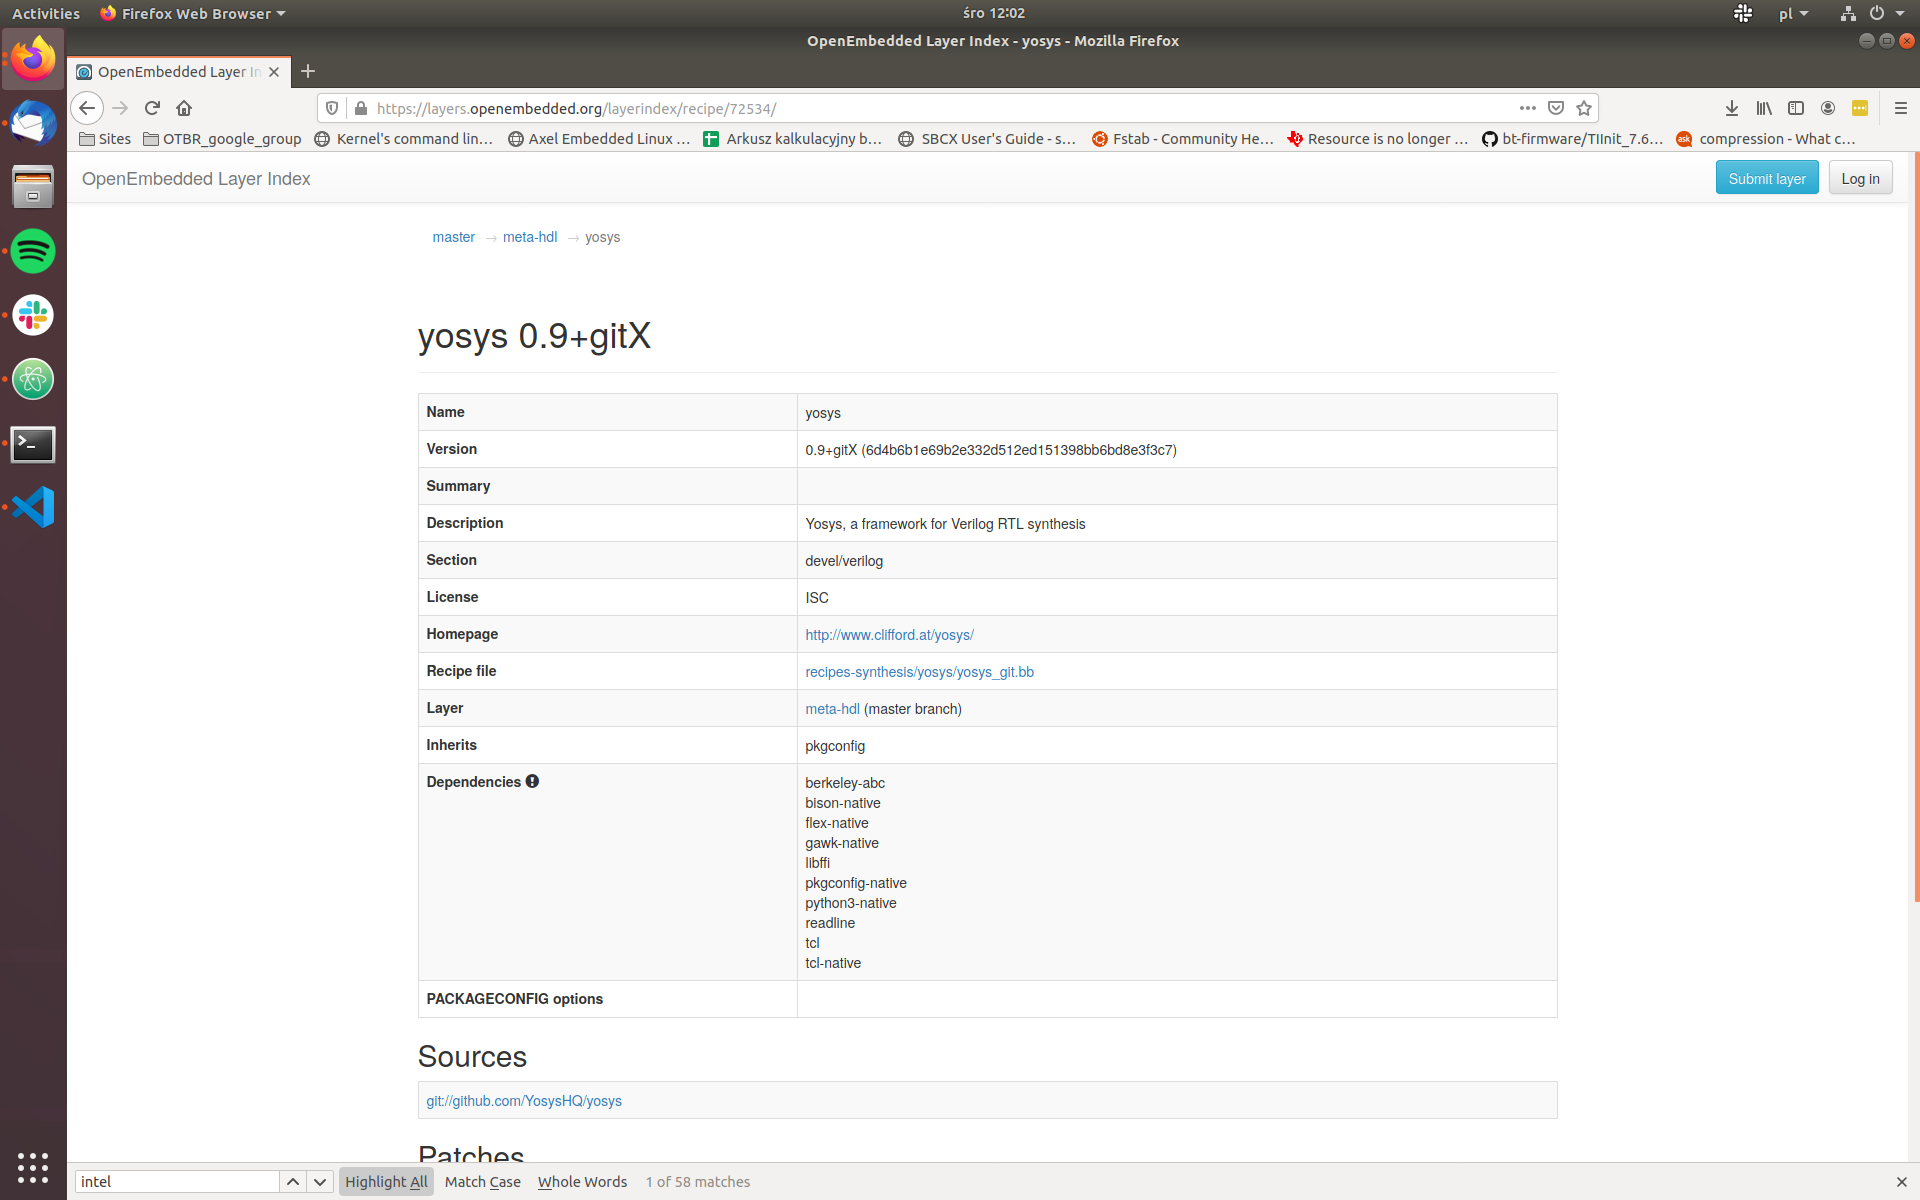 Activities Firefox Web Browser śro 12:02 pl
OpenEmbedded Layer Index - yosys - Mozilla Firefox
OpenEmbedded Layer In
https://layers.openembedded.org/layerindex/recipe/72534/
Sites OTBR_google_group Kernel's command lin… Axel Embedded Linux … Arkusz kalkulacyjny b… SBCX User's Guide - s… Fstab - Community He… Resource is no longer … bt-firmware/TIInit_7.6… ask compression - What c…
OpenEmbedded Layer Index Submit layer Log in
master → meta-hdl → yosys
yosys 0.9+gitX
Name yosys
Version 0.9+gitX (6d4b6b1e69b2e332d512ed151398bb6bd8e3f3c7)
Summary
Description Yosys, a framework for Verilog RTL synthesis
Section devel/verilog
License ISC
Homepage http://www.clifford.at/yosys/
Recipe file recipes-synthesis/yosys/yosys_git.bb
Layer meta-hdl (master branch)
Inherits pkgconfig
Dependencies berkeley-abc
bison-native
flex-native
gawk-native
libffi
pkgconfig-native
python3-native
readline
tcl
tcl-native
PACKAGECONFIG options
Sources
git://github.com/YosysHQ/yosys
Patches
intel Highlight All Match Case Whole Words 1 of 58 matches